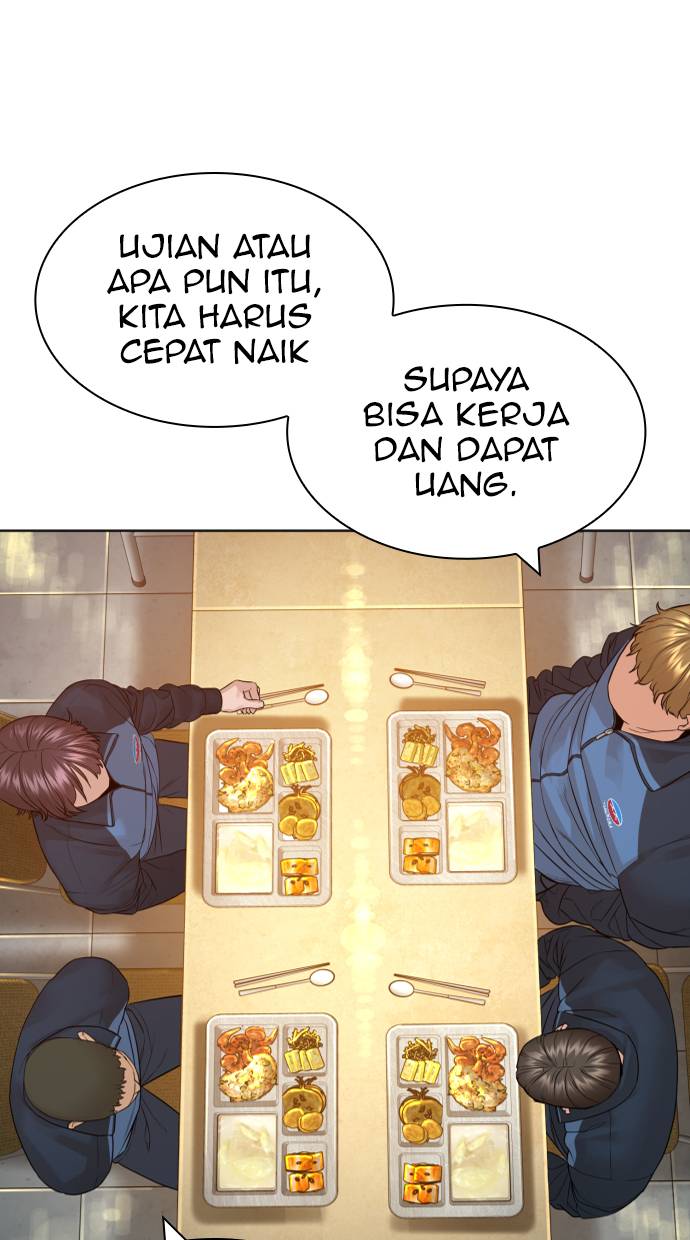 UJIAN ATAU
APA PUN ITU,
KITA HARUS
CEPAT NAIK
SUPAYA
BISA KERJA
DAN DAPAT
UANG.